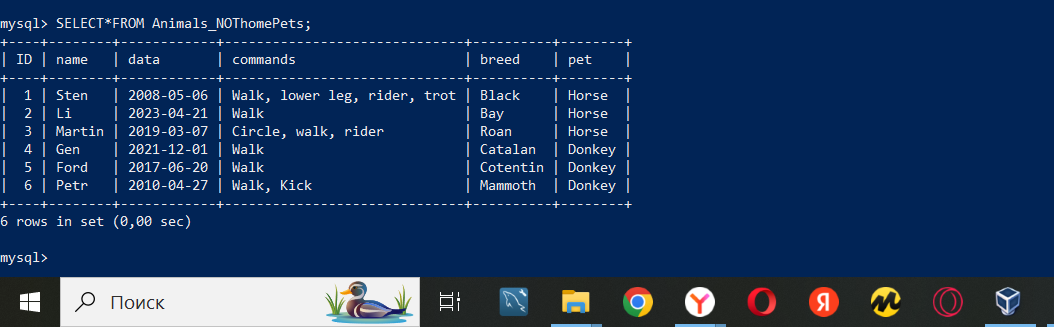 mysql> SELECT*FROM Animals_NOThomePets;
+----+--------+------------+------------------------------+----------+--------+
| ID | name   | data       | commands                     | breed    | pet    |
+----+--------+------------+------------------------------+----------+--------+
|  1 | Sten   | 2008-05-06 | Walk, lower leg, rider, trot | Black    | Horse  |
|  2 | Li     | 2023-04-21 | Walk                         | Bay      | Horse  |
|  3 | Martin | 2019-03-07 | Circle, walk, rider          | Roan     | Horse  |
|  4 | Gen    | 2021-12-01 | Walk                         | Catalan  | Donkey |
|  5 | Ford   | 2017-06-20 | Walk                         | Cotentin | Donkey |
|  6 | Petr   | 2010-04-27 | Walk, Kick                   | Mammoth  | Donkey |
+----+--------+------------+------------------------------+----------+--------+
6 rows in set (0,00 sec)
mysql>
Поиск